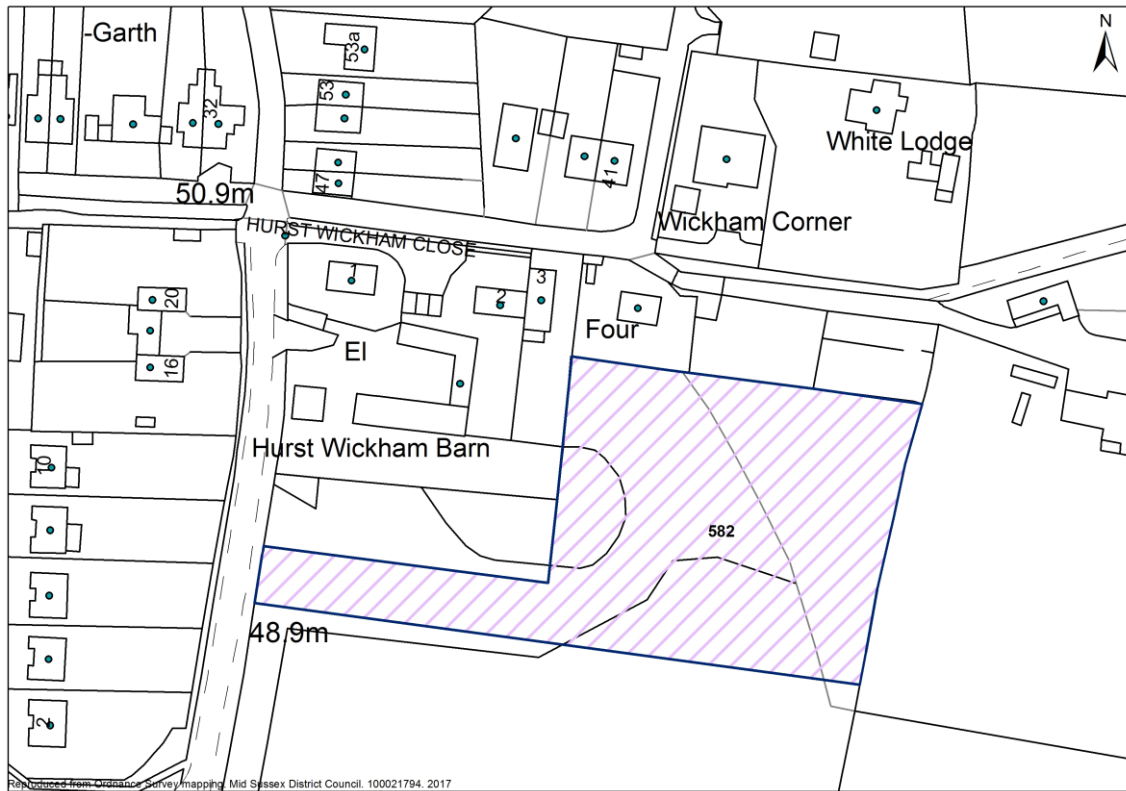 N
-Garth
53a
53
32
White Lodge
41
47
50.9m
Wickham Corner
HURST WICKHAM CLOSE
1
3
20
2
Four
El
16
Hurst Wickham Barn
10
582
48.9m
2
Reproduced from Ordnance Survey mapping. Mid Sussex District Council. 100021794. 2017